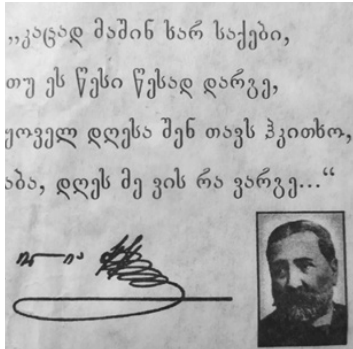 „კაცად მაშინ ხარ საქები,
თუ ეს წესი წესად დარგე,
ყოველ დღესა შენ თავს ჰკითხო,
აბა, დღეს მე ვის რა ვარგე...“